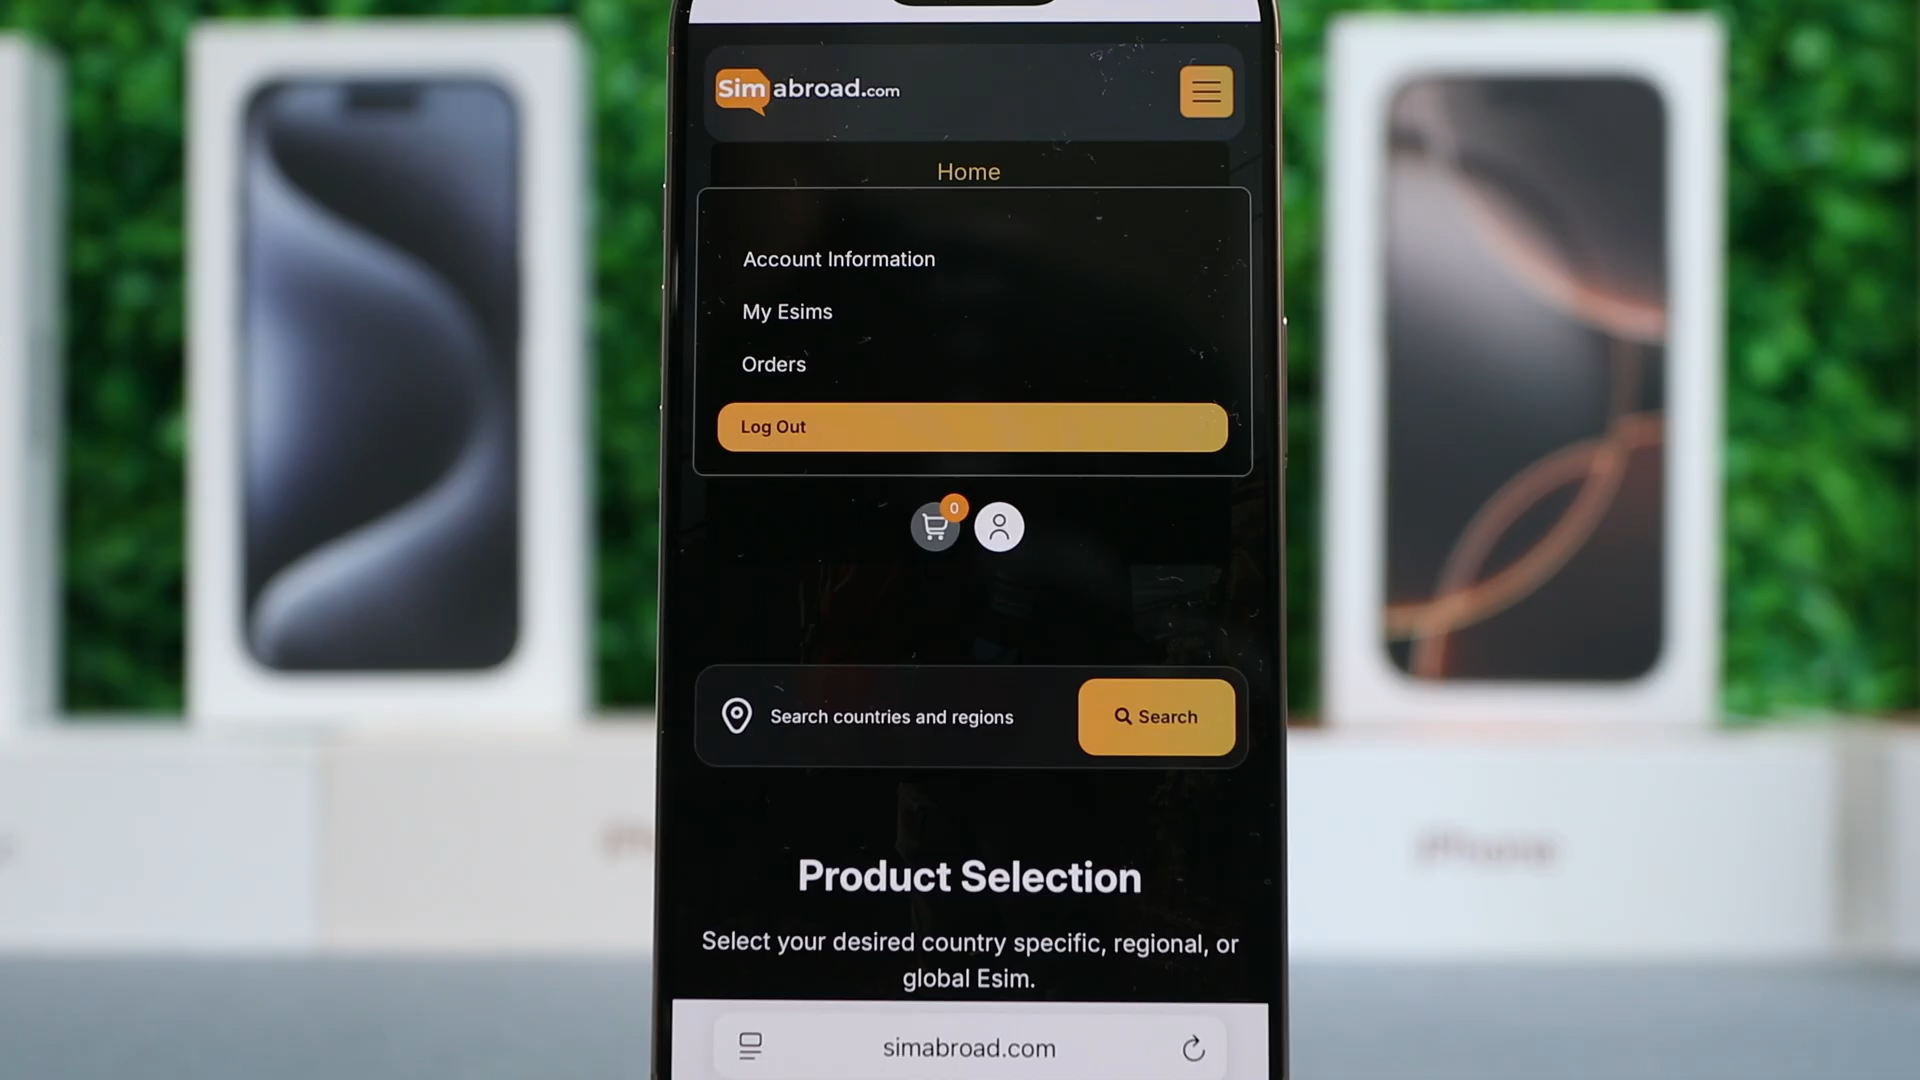 Sim abroad.com
Home
Account Information
My Esims
Orders
Log Out
0
Search countries and regions
Search
Product Selection
Select your desired country specific, regional, or
global Esim.
simabroad.com
iPhone